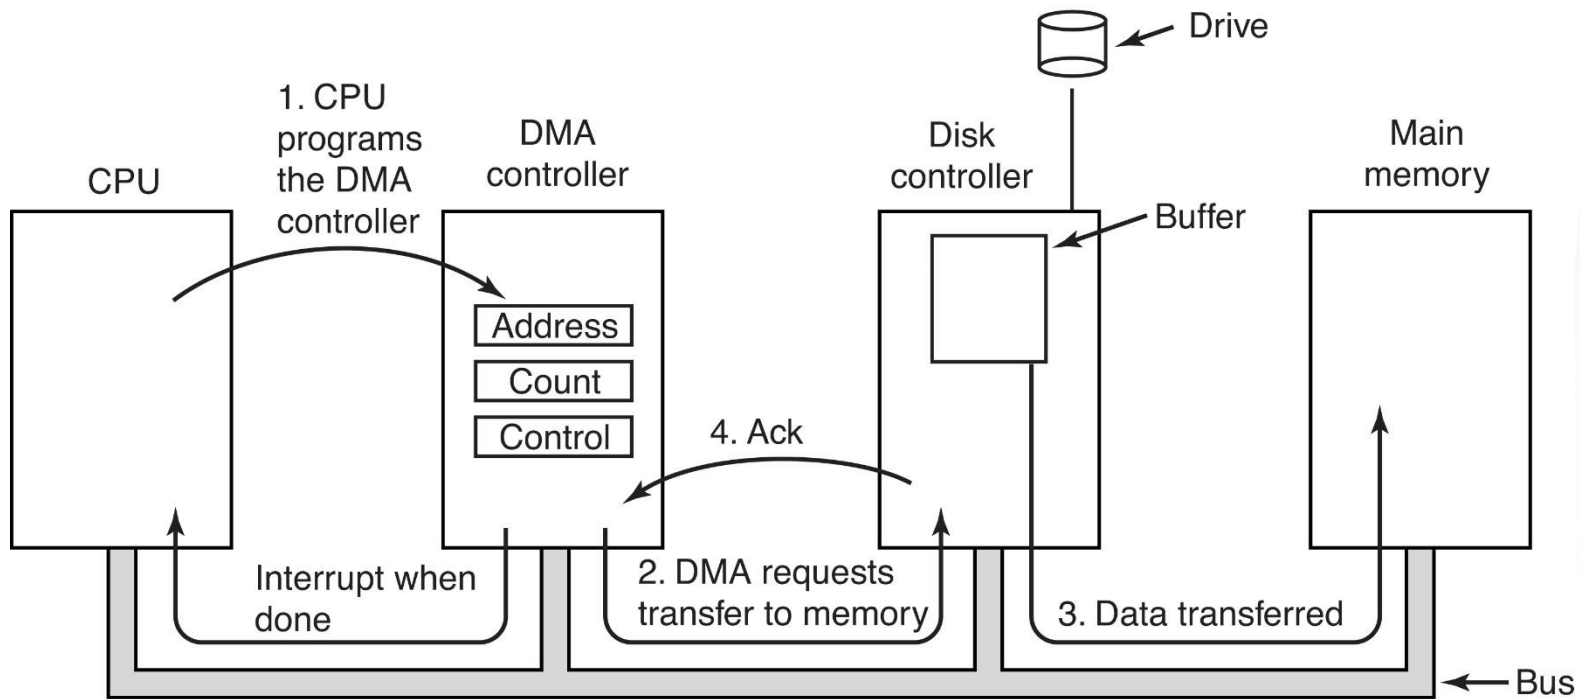 Drive
1. CPU
programs
the DMA
controller
CPU
DMA
controller
Disk
controller
Main
memory
Buffer
Address
Count
Control
4. Ack
Interrupt when
done
2. DMA requests
transfer to memory
3. Data transferred
Bus